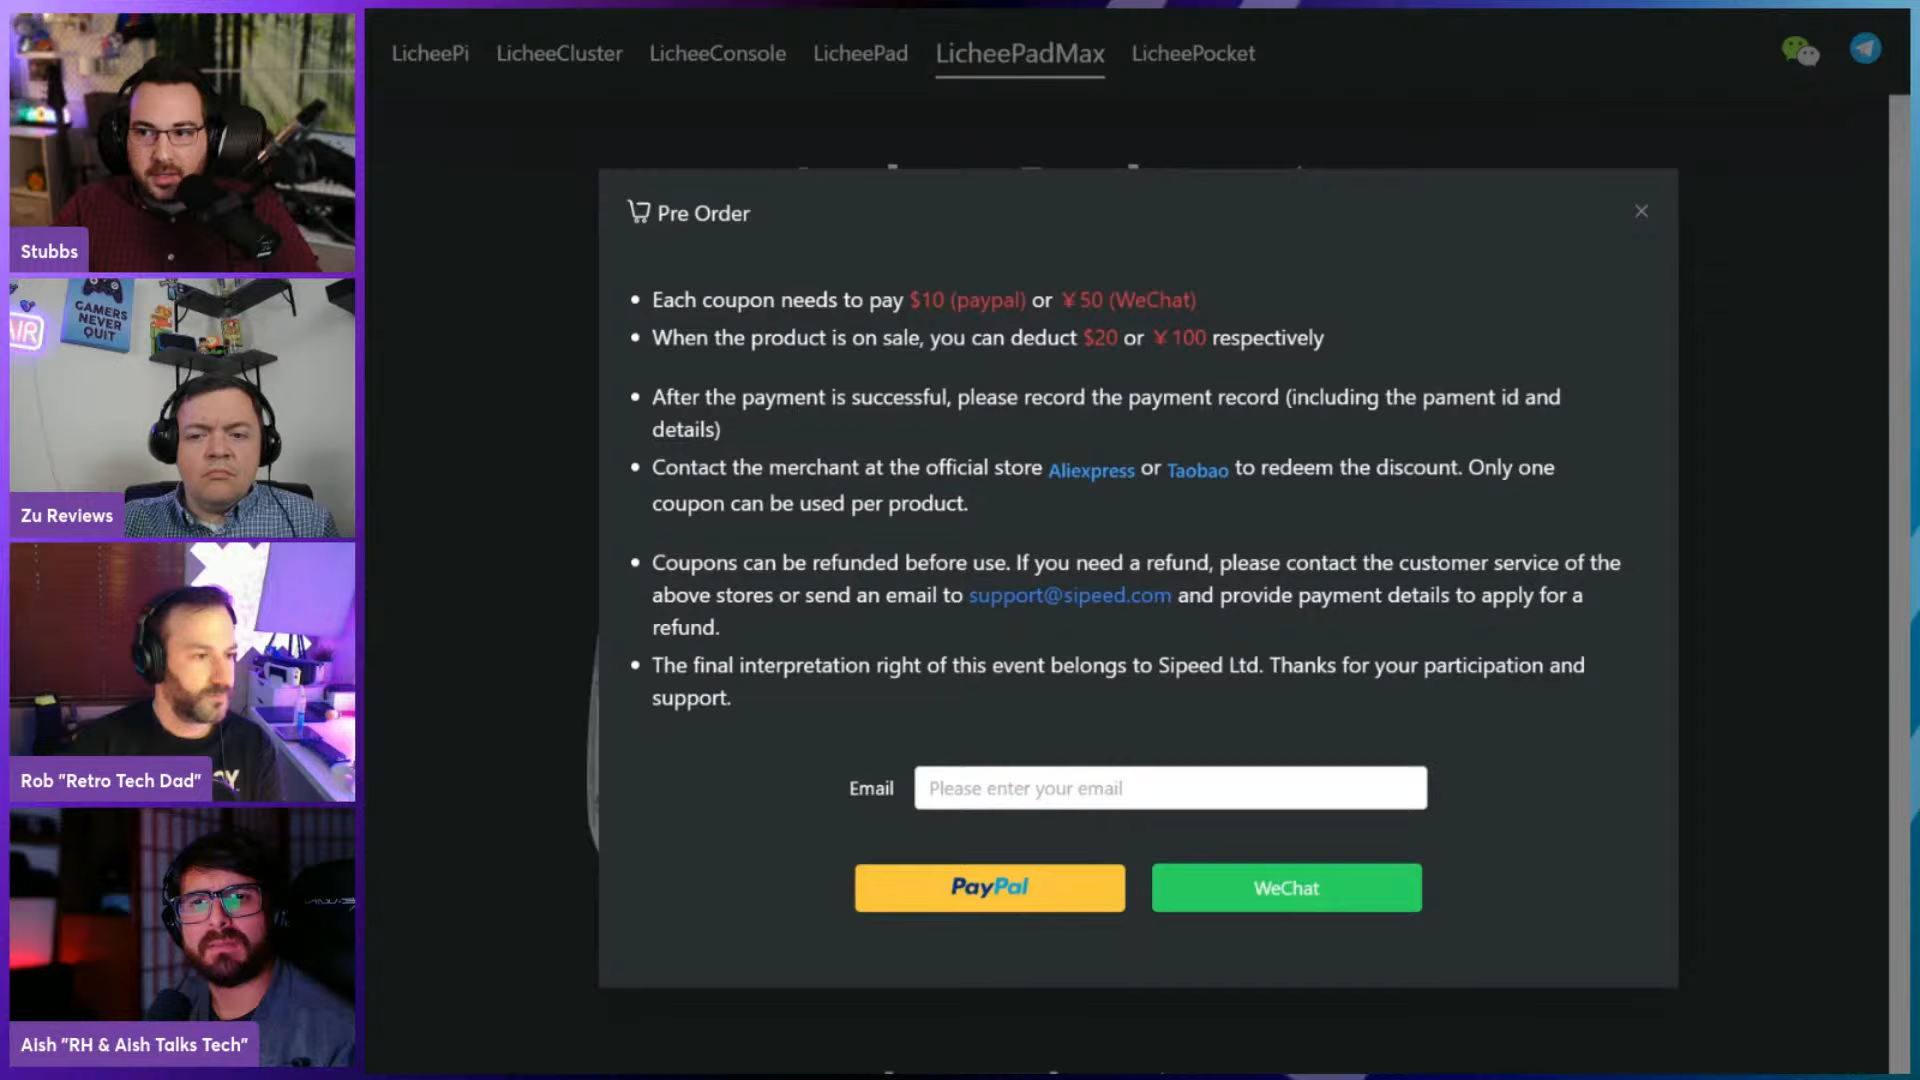 LicheePi LicheeCluster LicheeConsole LicheePad LicheePadMax LicheePocket
Pre Order
• Each coupon needs to pay $10 (paypal) or ￥50 (WeChat)
• When the product is on sale, you can deduct $20 or ￥100 respectively
• After the payment is successful, please record the payment record (including the pament id and
details)
• Contact the merchant at the official store Aliexpress or Taobao to redeem the discount. Only one
coupon can be used per product.
• Coupons can be refunded before use. If you need a refund, please contact the customer service of the
above stores or send an email to support@sipeed.com and provide payment details to apply for a
refund.
• The final interpretation right of this event belongs to Sipeed Ltd. Thanks for your participation and
support.
Email Please enter your email
PayPal WeChat
Stubbs
AIR
GAMERS
NEVER
QUIT
Zu Reviews
Rob "Retro Tech Dad"
Aish "RH & Aish Talks Tech"